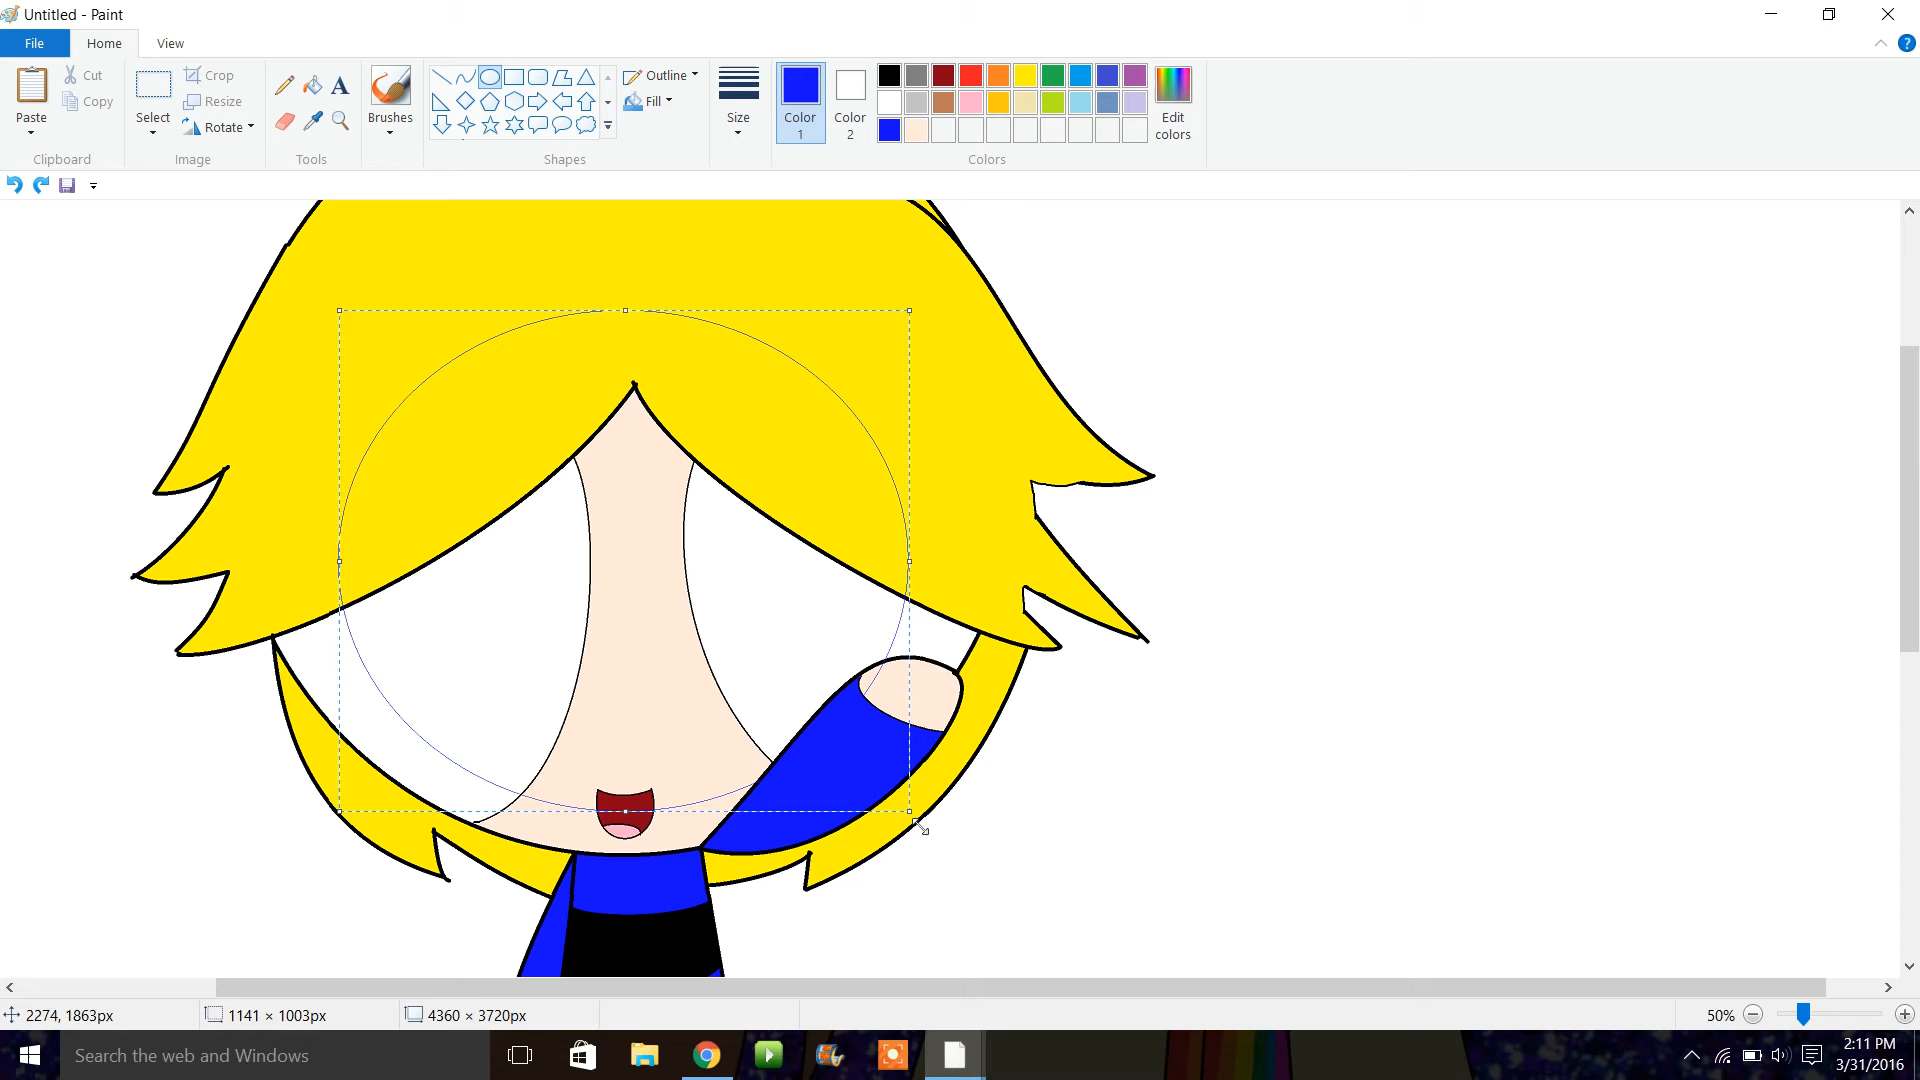 Untitled - Paint
File Home View
Paste Cut Copy Clipboard
Select Crop Resize Rotate Image
A Tools
Brushes
Outline Fill Shapes
Size
Color 1 Color 2 Edit colors Colors
2274, 1863px 1141 × 1003px 4360 × 3720px 50%
Search the web and Windows 2:11 PM
3/31/2016